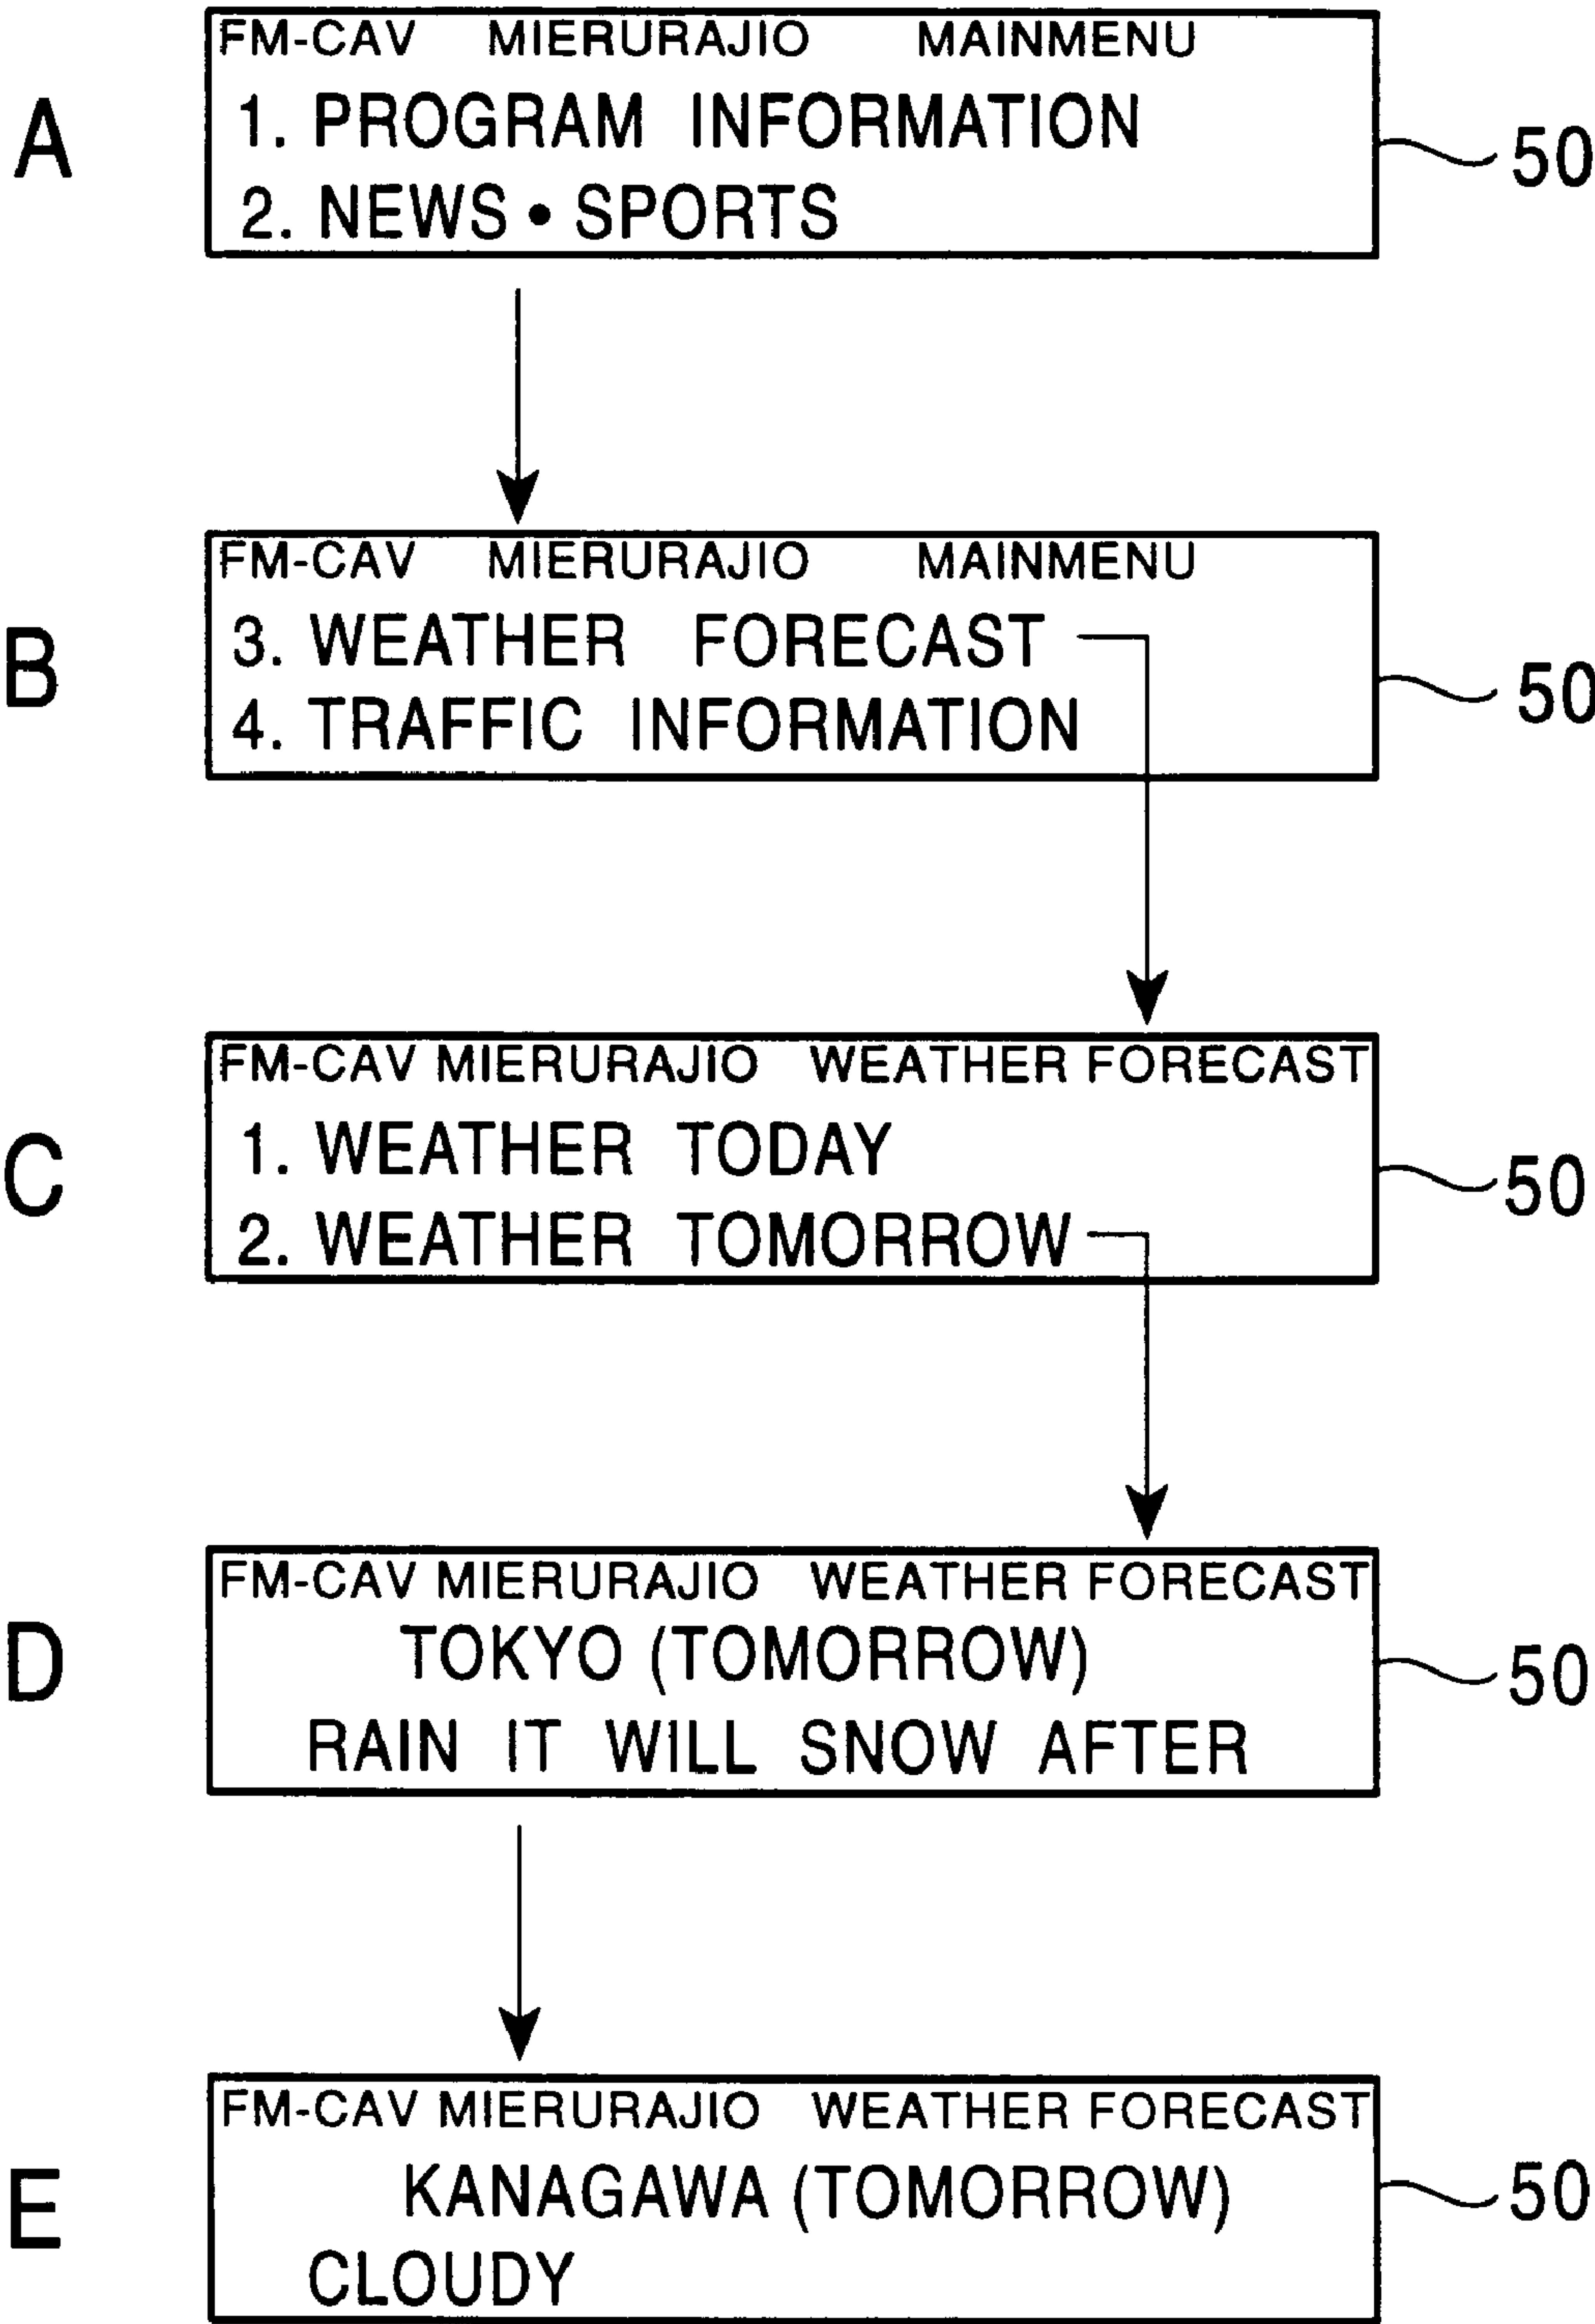 A
FM-CAV MIERURAJIO MAINMENU
1. PROGRAM INFORMATION
2. NEWS • SPORTS
50
B
FM-CAV MIERURAJIO MAINMENU
3. WEATHER FORECAST
4. TRAFFIC INFORMATION
50
C
FM-CAV MIERURAJIO WEATHER FORECAST
1. WEATHER TODAY
2. WEATHER TOMORROW
50
D
FM-CAV MIERURAJIO WEATHER FORECAST
TOKYO (TOMORROW)
RAIN IT WILL SNOW AFTER
50
E
FM-CAV MIERURAJIO WEATHER FORECAST
KANAGAWA (TOMORROW)
CLOUDY
50